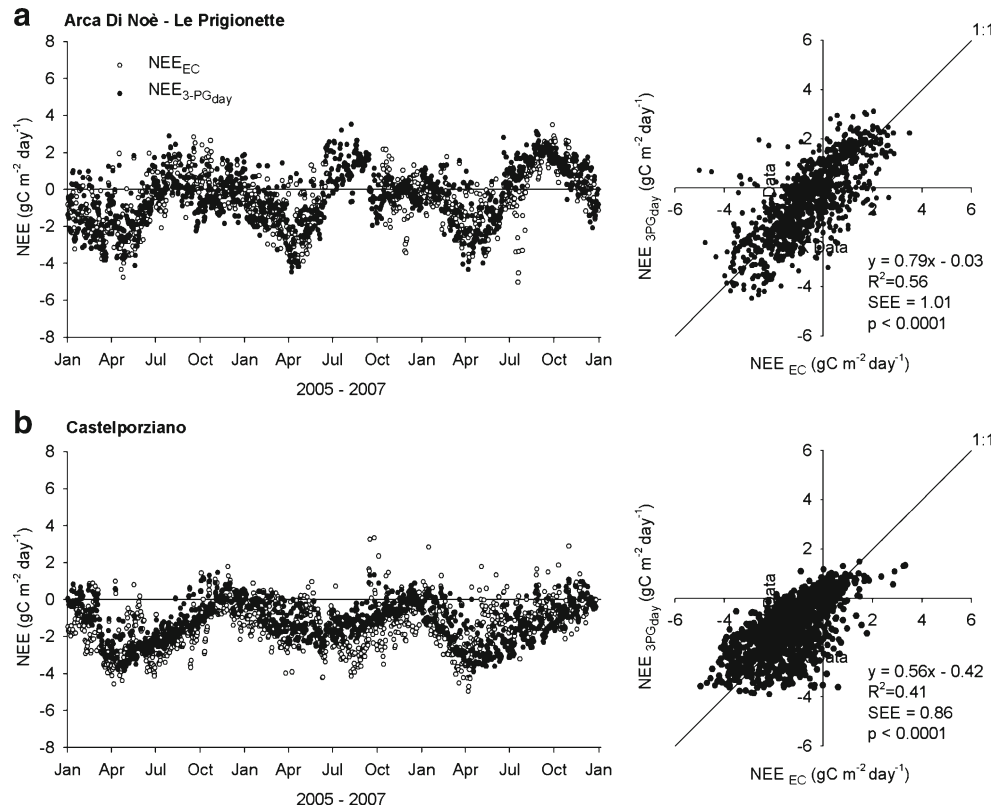 a Arca Di Noè - Le Prigionette
NEE (gC m-2 day-1)
8
6
4
2
0
-2
-4
-6
-8
NEE EC
NEE 3-PGday
Jan Apr Jul Oct Jan Apr Jul Oct Jan Apr Jul Oct Jan
2005 - 2007
NEE 3PGday (gC m-2 day-1)
6
4
2
-4
-6
-6 -4 2 4 6
1:1
Data
Data
y = 0.79x - 0.03
R2=0.56
SEE = 1.01
p < 0.0001
NEE EC (gC m-2 day-1)
b Castelporziano
NEE (gC m-2 day-1)
8
6
4
2
0
-2
-4
-6
-8
Jan Apr Jul Oct Jan Apr Jul Oct Jan Apr Jul Oct Jan
2005 - 2007
NEE 3PGday (gC m-2 day-1)
6
4
2
-4
-6
-6 -4 2 4 6
1:1
Data
y = 0.56x - 0.42
R2=0.41
SEE = 0.86
p < 0.0001
NEE EC (gC m-2 day-1)